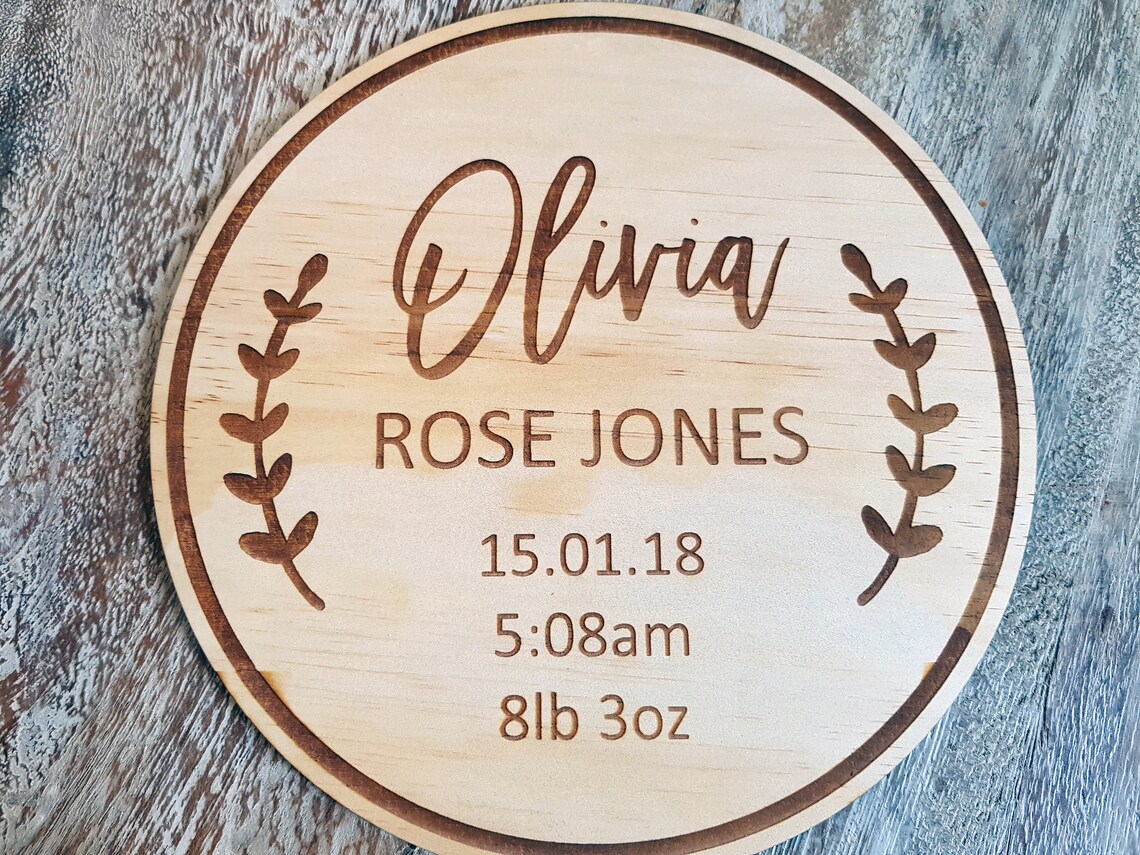 Olivia
ROSE JONES
15.01.18
5:08am
8lb 3oz